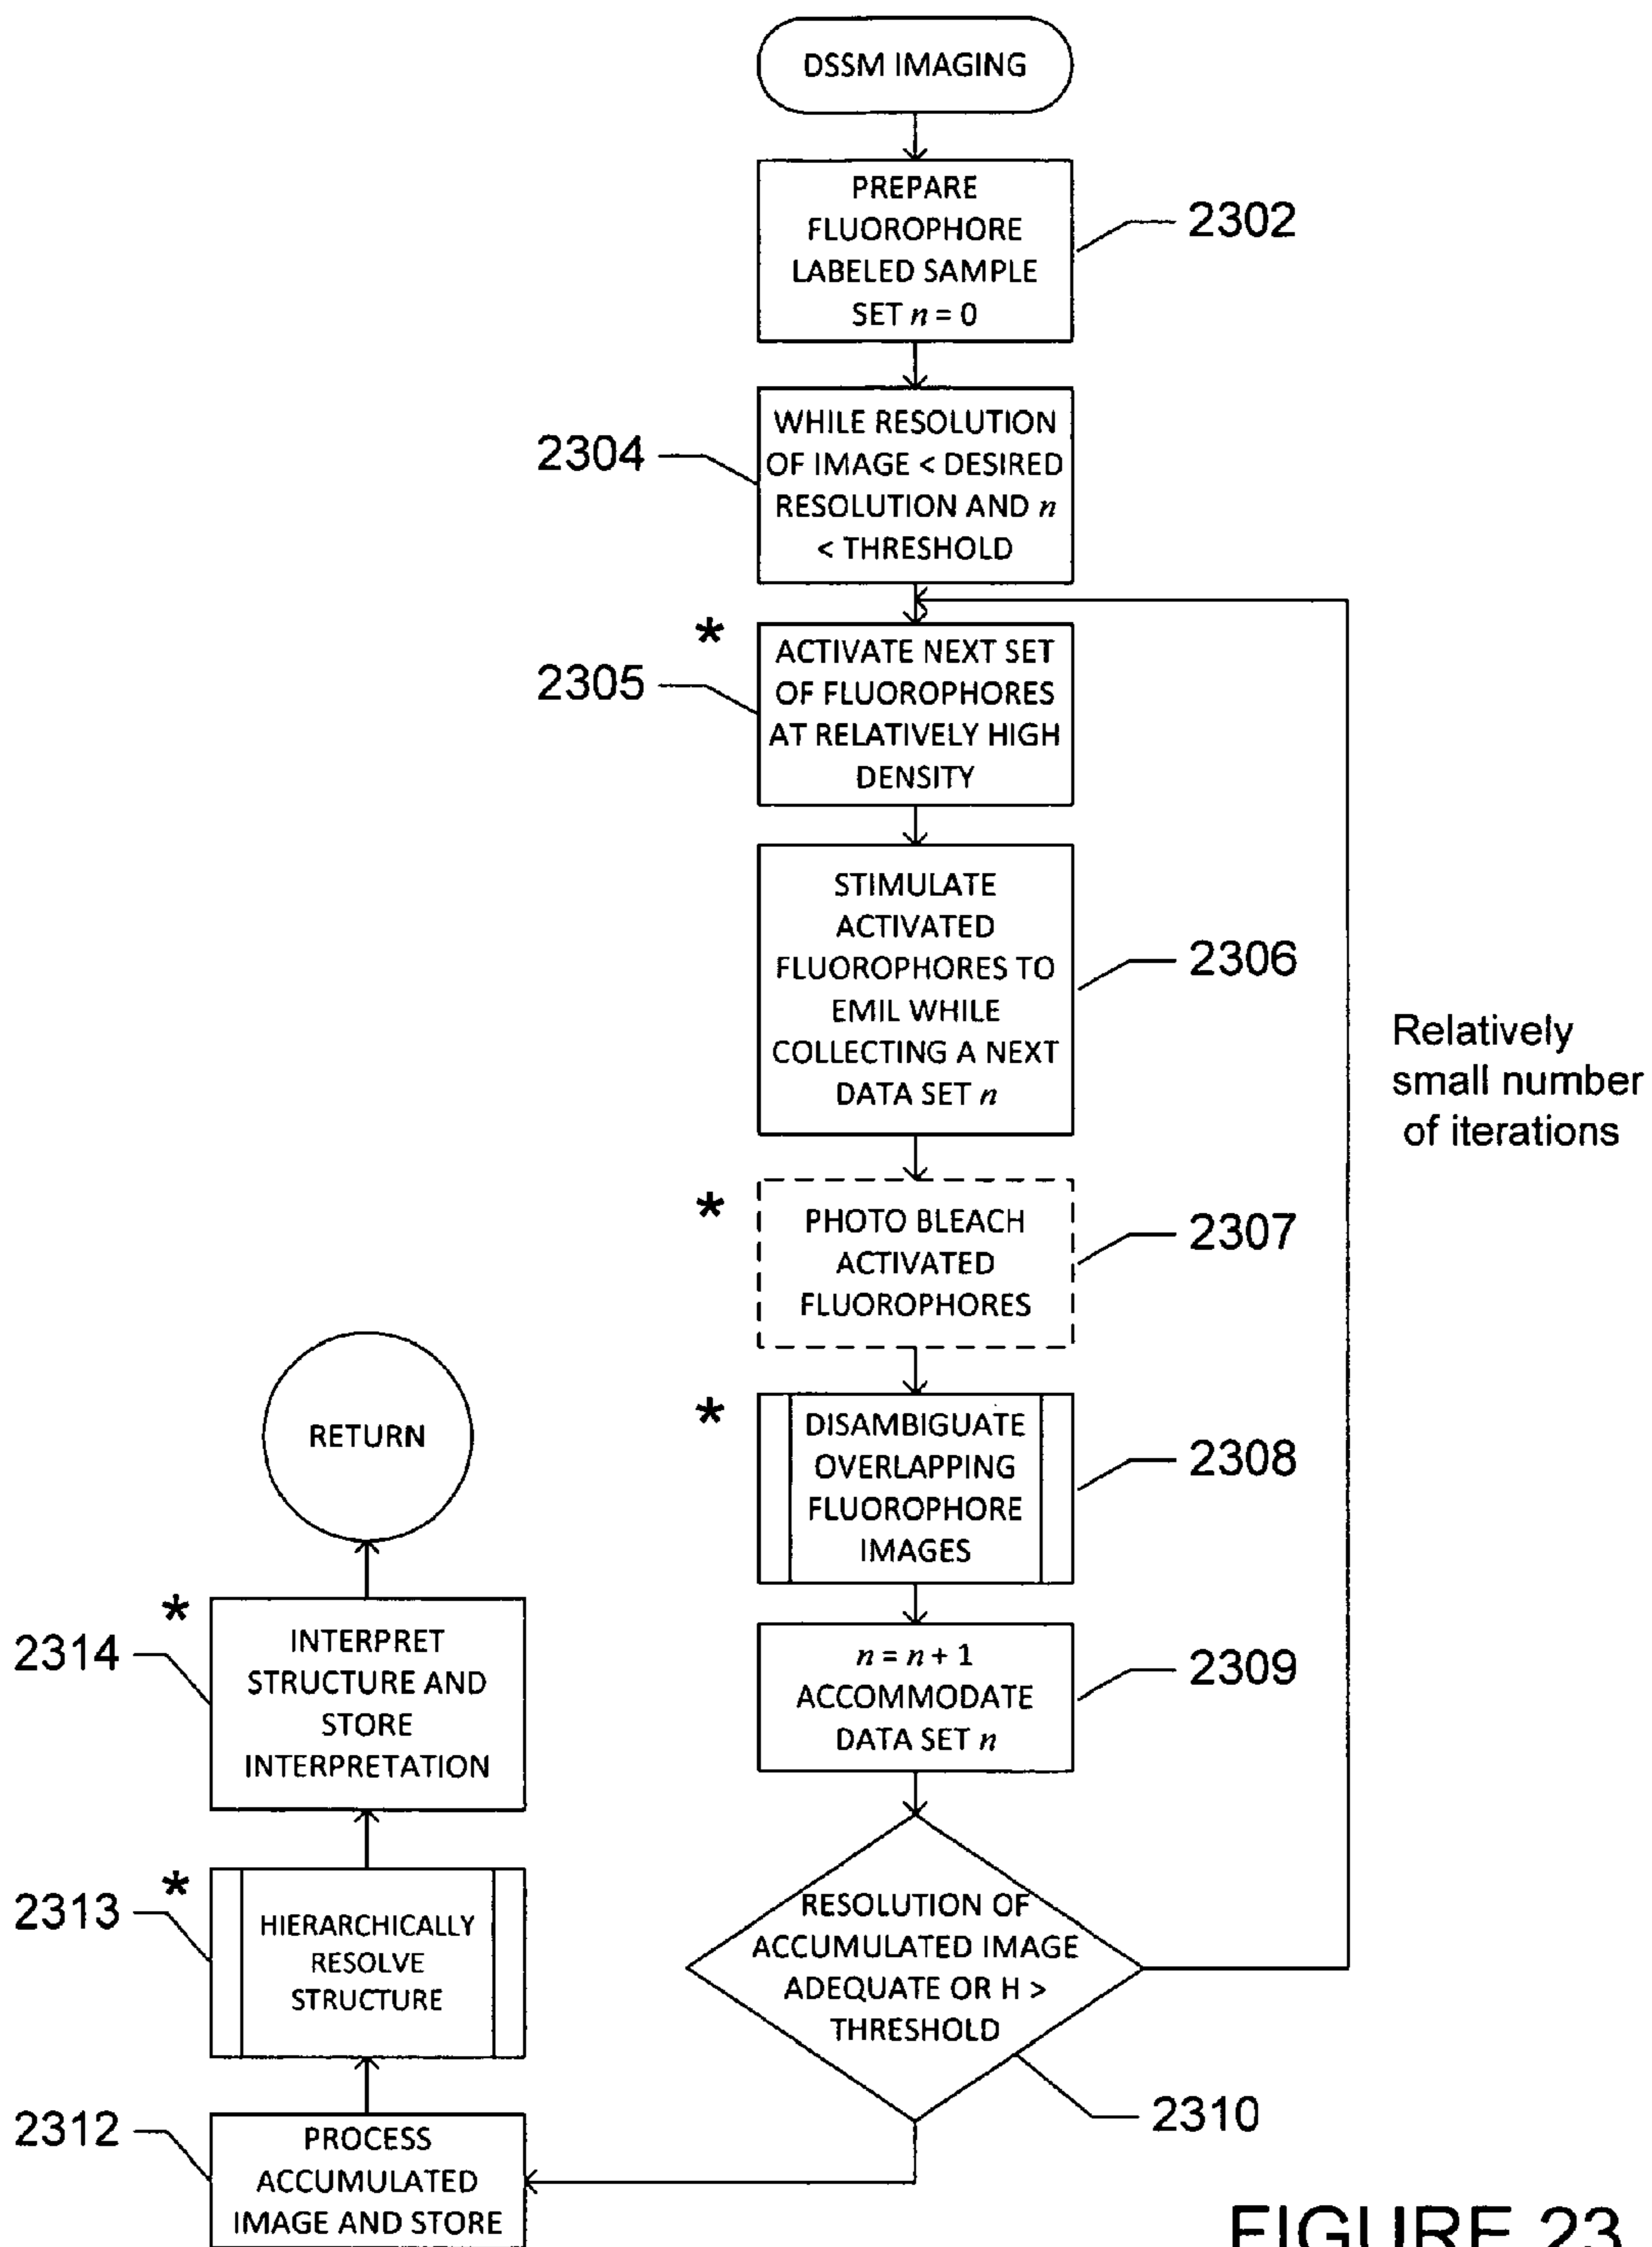 DSSM IMAGING
PREPARE
FLUOROPHORE
LABELED SAMPLE
SET n = 0
2302
WHILE RESOLUTION
OF IMAGE < DESIRED
RESOLUTION AND n
< THRESHOLD
2304
*
ACTIVATE NEXT SET
OF FLUOROPHORES
AT RELATIVELY HIGH
DENSITY
2305
STIMULATE
ACTIVATED
FLUOROPHORES TO
EMIL WHILE
COLLECTING A NEXT
DATA SET n
2306
Relatively
small number
of iterations
*
PHOTO BLEACH
ACTIVATED
FLUOROPHORES
2307
*
DISAMBIGUATE
OVERLAPPING
FLUOROPHORE
IMAGES
2308
n = n + 1
ACCOMMODATE
DATA SET n
2309
RESOLUTION OF
ACCUMULATED IMAGE
ADEQUATE OR H >
THRESHOLD
2310
PROCESS
ACCUMULATED
IMAGE AND STORE
2312
*
HIERARCHICALLY
RESOLVE
STRUCTURE
2313
*
INTERPRET
STRUCTURE AND
STORE
INTERPRETATION
2314
RETURN
FIGURE 23